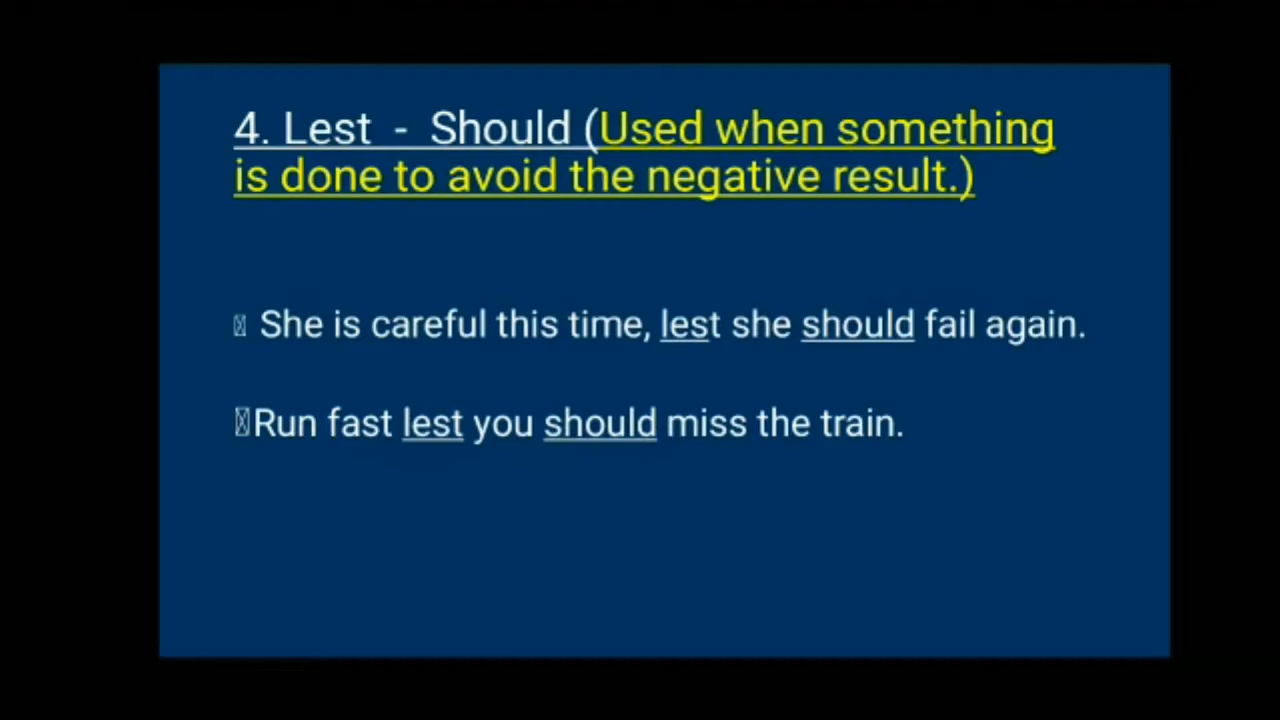 4. Lest - Should (Used when something
is done to avoid the negative result.)
She is careful this time, lest she should fail again.
Run fast lest you should miss the train.